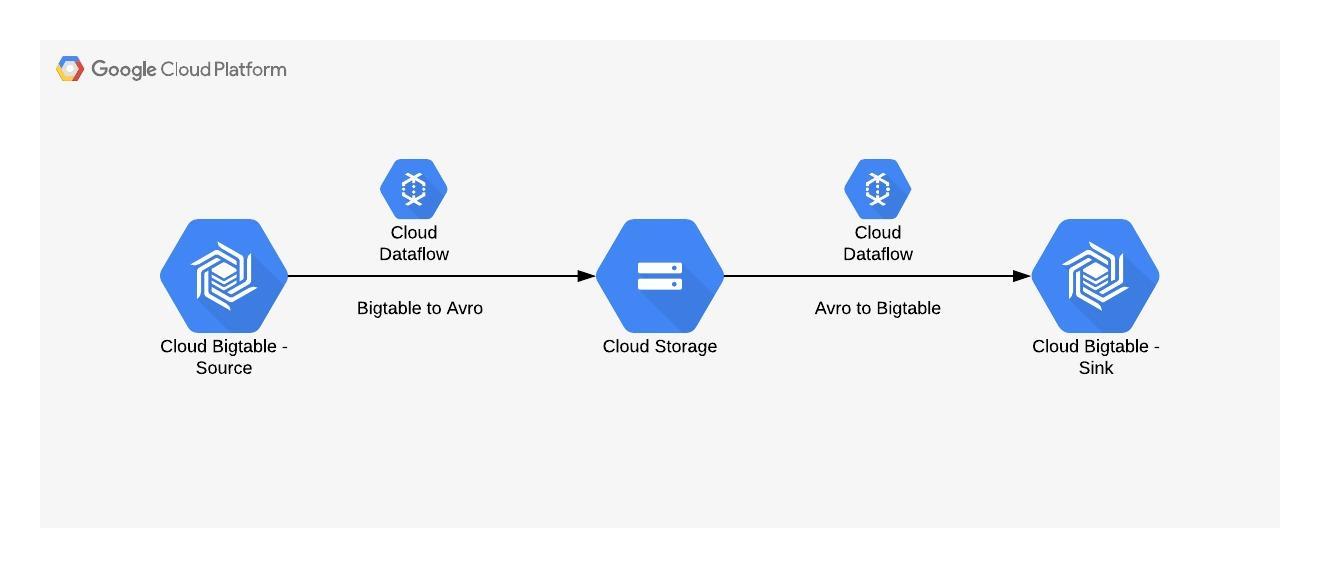 Google Cloud Platform
Cloud
Dataflow
Cloud
Dataflow
Bigtable to Avro
Avro to Bigtable
Cloud Bigtable -
Source
Cloud Storage
Cloud Bigtable -
Sink